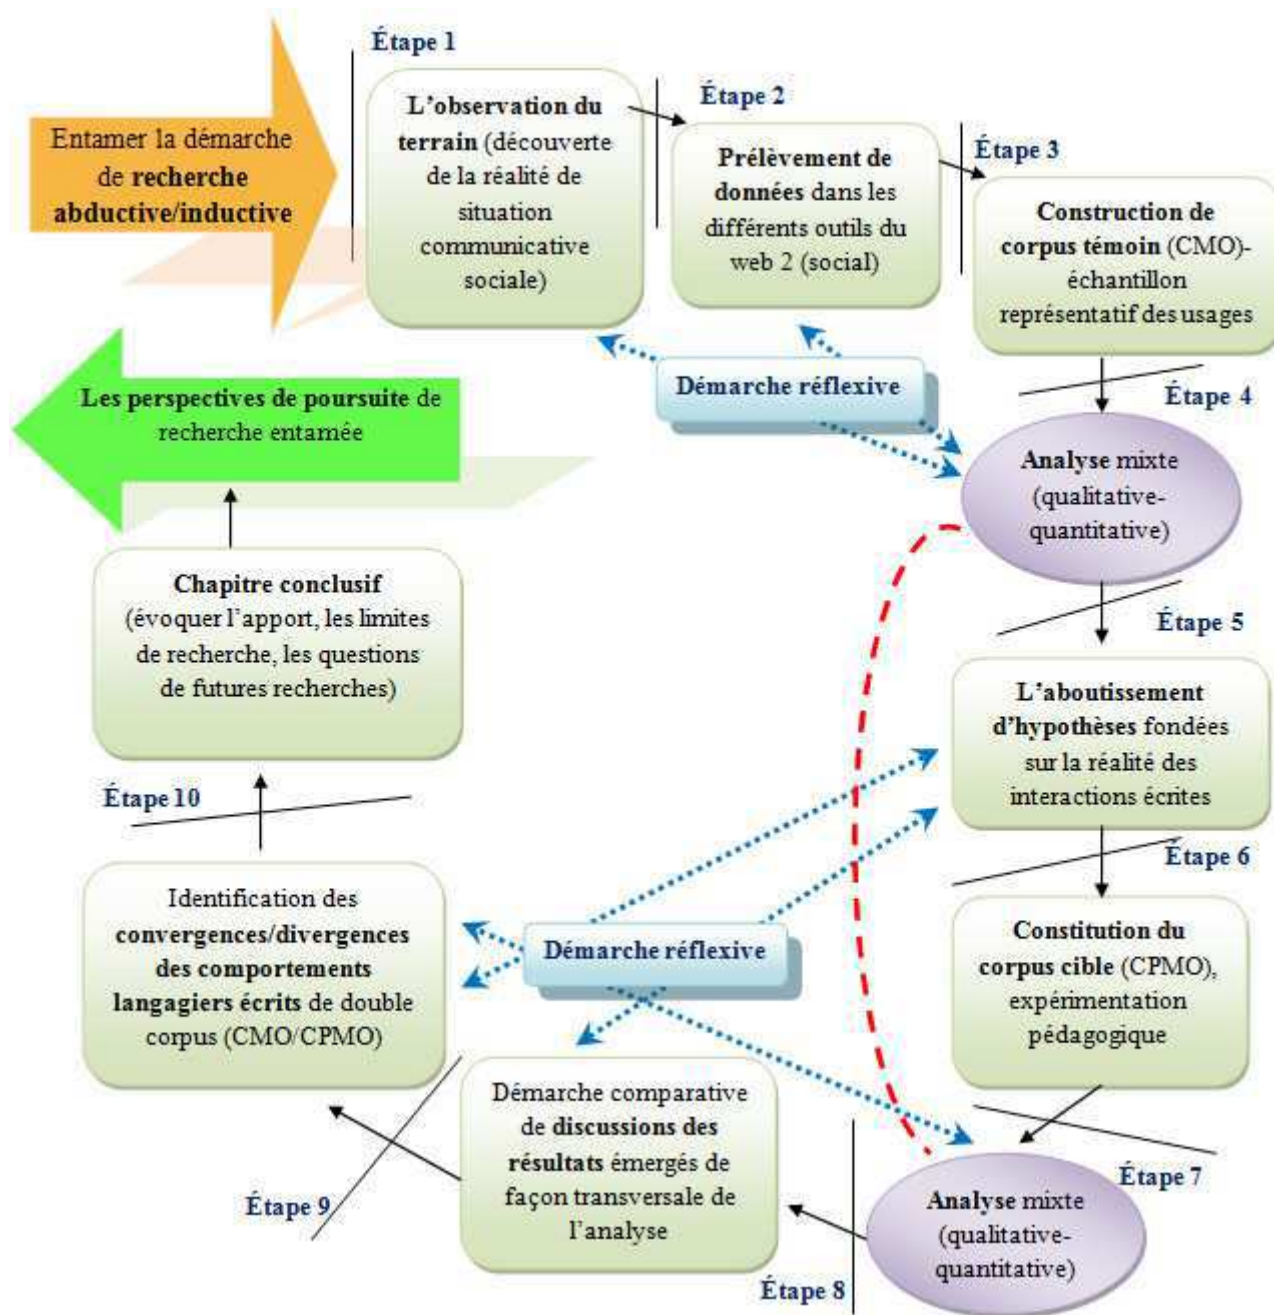 Étape 1
L'observation du
terrain (découverte
de la réalité de
situation
communicative
sociale)
Étape 2
Prélèvement de
données dans les
différents outils du
web 2 (social)
Étape 3
Construction de
corpus témoin (CMO)-
échantillon
représentatif des usages
Entamer la démarche
de recherche
abductive/inductive
Démarche réflexive
Étape 4
Analyse mixte
(qualitative-
quantitative)
Étape 5
L'aboutissement
d'hypothèses fondées
sur la réalité des
interactions écrites
Étape 6
Constitution du
corpus cible (CPMO),
expérimentation
pédagogique
Étape 7
Analyse mixte
(qualitative-
quantitative)
Étape 8
Démarche comparative
de discussions des
résultats émergés de
façon transversale de
l'analyse
Démarche réflexive
Étape 9
Identification des
convergences/divergences
des comportements
langagiers écrits de double
corpus (CMO/CPMO)
Étape 10
Chapitre conclusif
(évoquer l'apport, les limites
de recherche, les questions
de futures recherches)
Les perspectives de poursuite de
recherche entamée